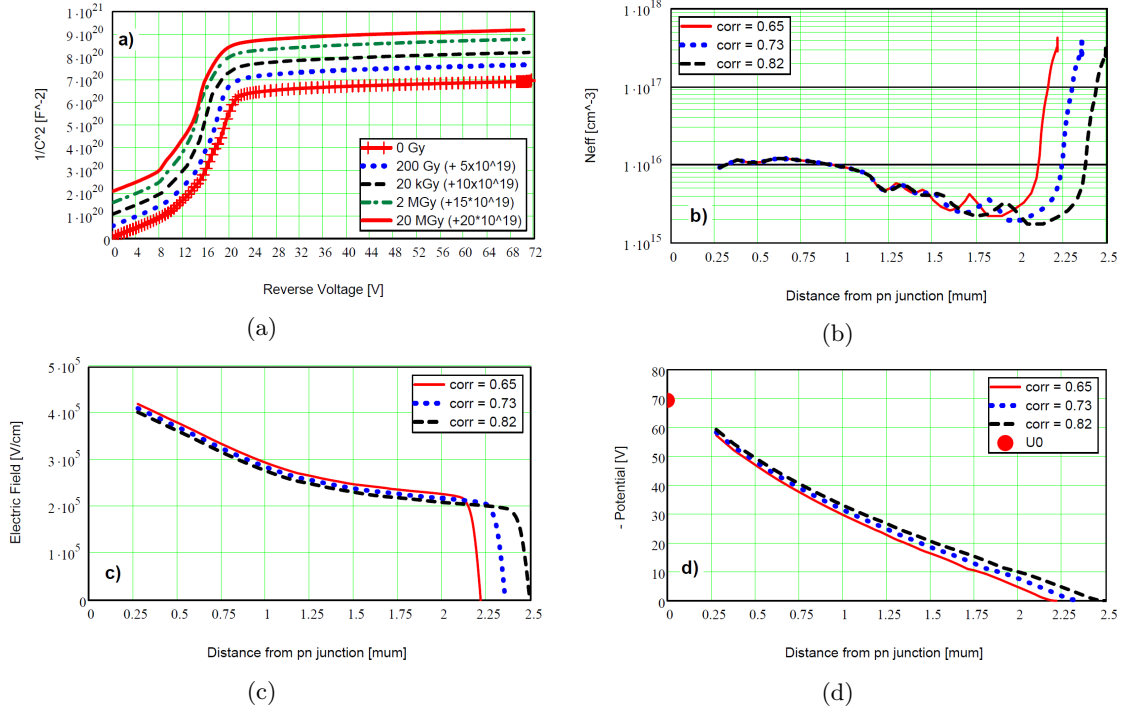 1·10^21
9·10^20
8·10^20
7·10^20
6·10^20
5·10^20
4·10^20
3·10^20
2·10^20
1·10^20
0
1/C^2 [F^-2]
a)
0 Gy
200 Gy (+ 5x10^19)
20 kGy (+10x10^19)
2 MGy (+15*10^19)
20 MGy (+20*10^19)
0 4 8 12 16 20 24 28 32 36 40 44 48 52 56 60 64 68 72
Reverse Voltage [V]
(a)
1·10^18
1·10^17
1·10^16
1·10^15
Neff [cm^-3]
corr = 0.65
corr = 0.73
corr = 0.82
b)
0 0.25 0.5 0.75 1 1.25 1.5 1.75 2 2.25 2.5
Distance from pn junction [mum]
(b)
5·10^5
4·10^5
3·10^5
2·10^5
1·10^5
0
Electric Field [V/cm]
corr = 0.65
corr = 0.73
corr = 0.82
c)
0 0.25 0.5 0.75 1 1.25 1.5 1.75 2 2.25 2.5
Distance from pn junction [mum]
(c)
80
70
60
50
40
30
20
10
0
- Potential [V]
corr = 0.65
corr = 0.73
corr = 0.82
U0
d)
0 0.25 0.5 0.75 1 1.25 1.5 1.75 2 2.25 2.5
Distance from pn junction [mum]
(d)